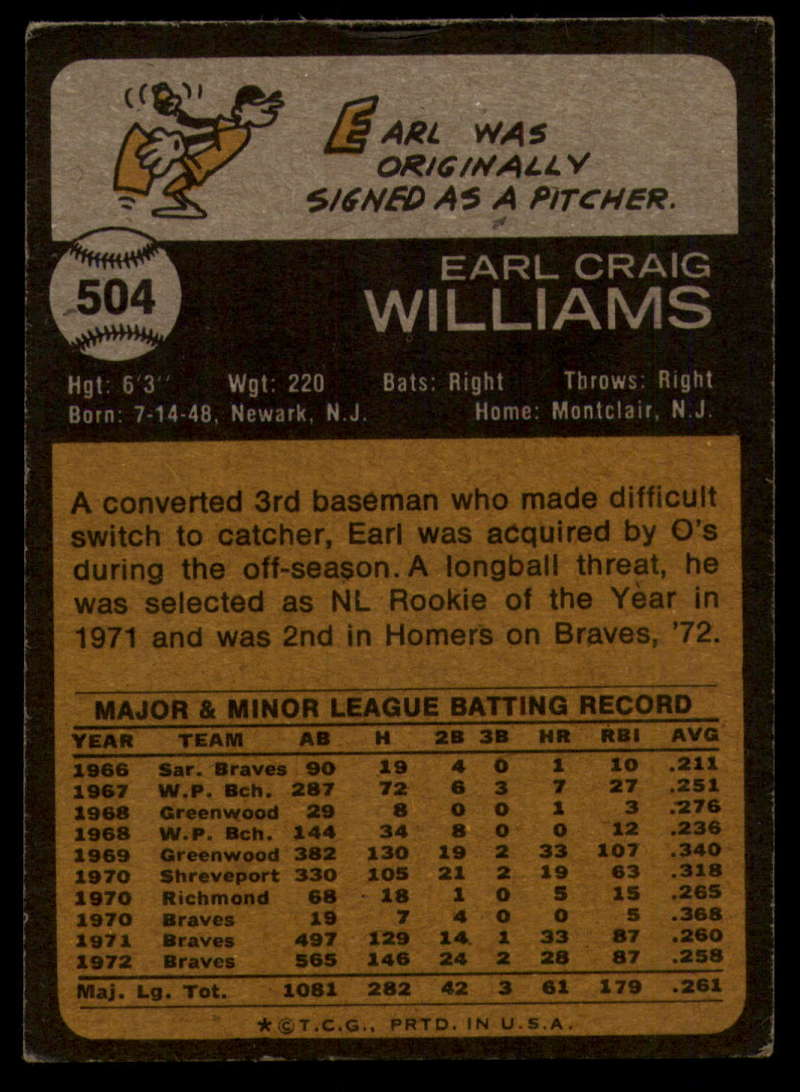 EARL WAS
ORIGINALLY
SIGNED AS A PITCHER.
504
EARL CRAIG
WILLIAMS
Hgt: 6'3" Wgt: 220 Bats: Right Throws: Right
Born: 7-14-48, Newark, N.J. Home: Montclair, N.J.
A converted 3rd baseman who made difficult
switch to catcher, Earl was acquired by O's
during the off-season. A longball threat, he
was selected as NL Rookie of the Year in
1971 and was 2nd in Homers on Braves, '72.
MAJOR & MINOR LEAGUE BATTING RECORD
YEAR TEAM AB H 2B 3B HR RBI AVG
1966 Sar. Braves 90 19 4 0 1 10 .211
1967 W.P. Bch. 287 72 6 3 7 27 .251
1968 Greenwood 29 8 0 0 1 3 .276
1968 W.P. Bch. 144 34 8 0 0 12 .236
1969 Greenwood 382 130 19 2 33 107 .340
1970 Shreveport 330 105 21 2 19 63 .318
1970 Richmond 68 18 1 0 5 15 .265
1970 Braves 19 7 4 0 0 5 .368
1971 Braves 497 129 14 1 33 87 .260
1972 Braves 565 146 24 2 28 87 .258
Maj. Lg. Tot. 1081 282 42 3 61 179 .261
*©T.C.G., PRTD. IN U.S.A.